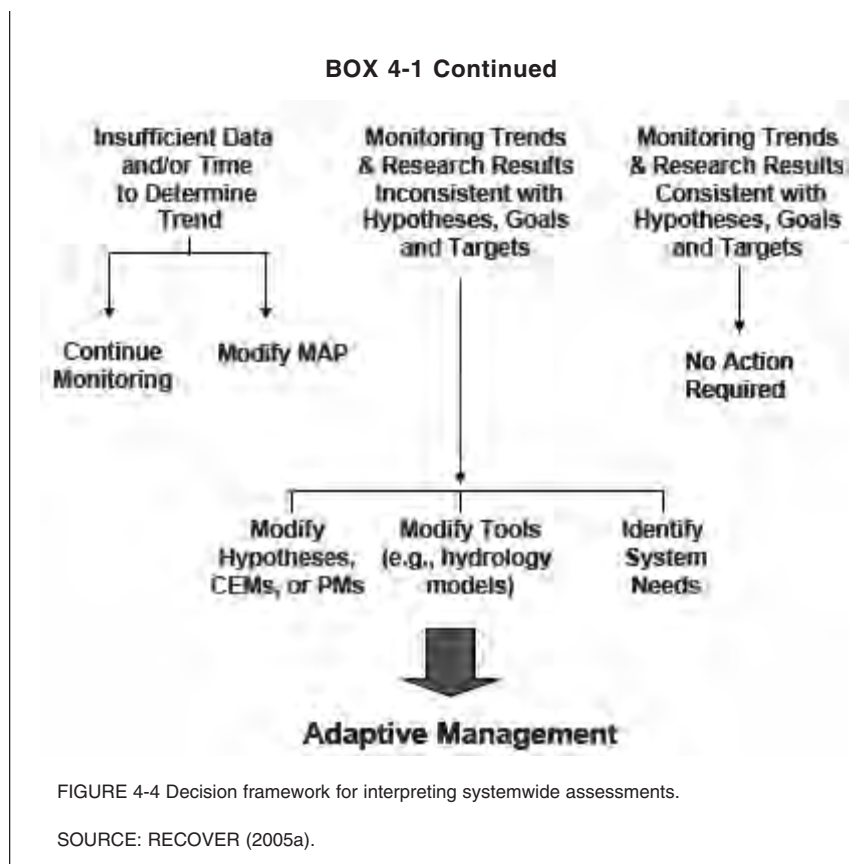 BOX 4-1 Continued
Insufficient Data
and/or Time
to Determine
Trend
Monitoring Trends
& Research Results
Inconsistent with
Hypotheses, Goals
and Targets
Monitoring Trends
& Research Results
Consistent with
Hypotheses, Goals
and Targets
Continue
Monitoring
Modify MAP
No Action
Required
Modify
Hypotheses,
CEMs, or PMs
Modify Tools
(e.g., hydrology
models)
Identify
System
Needs
Adaptive Management
FIGURE 4-4 Decision framework for interpreting systemwide assessments.
SOURCE: RECOVER (2005a).